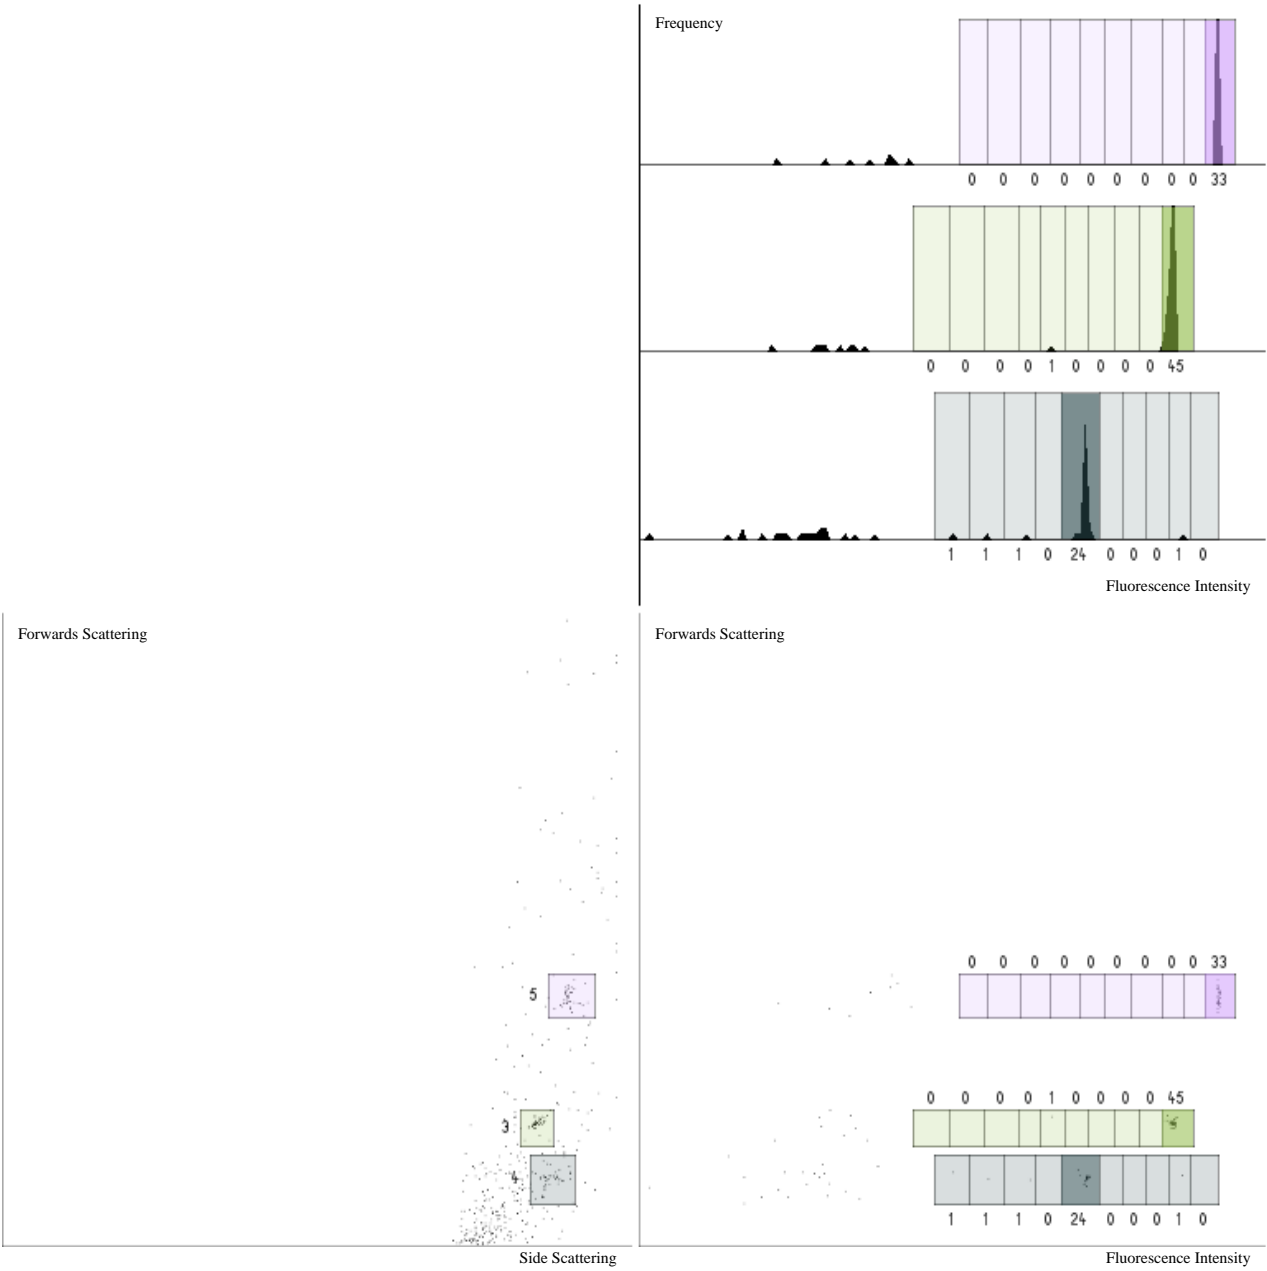 Frequency
0 0 0 0 0 0 0 0 0 33
0 0 0 0 1 0 0 0 0 45
1 1 1 0 24 0 0 0 1 0
Fluorescence Intensity
Forwards Scattering
5
3
4
Side Scattering
Forwards Scattering
0 0 0 0 0 0 0 0 0 33
0 0 0 0 1 0 0 0 0 45
1 1 1 0 24 0 0 0 1 0
Fluorescence Intensity